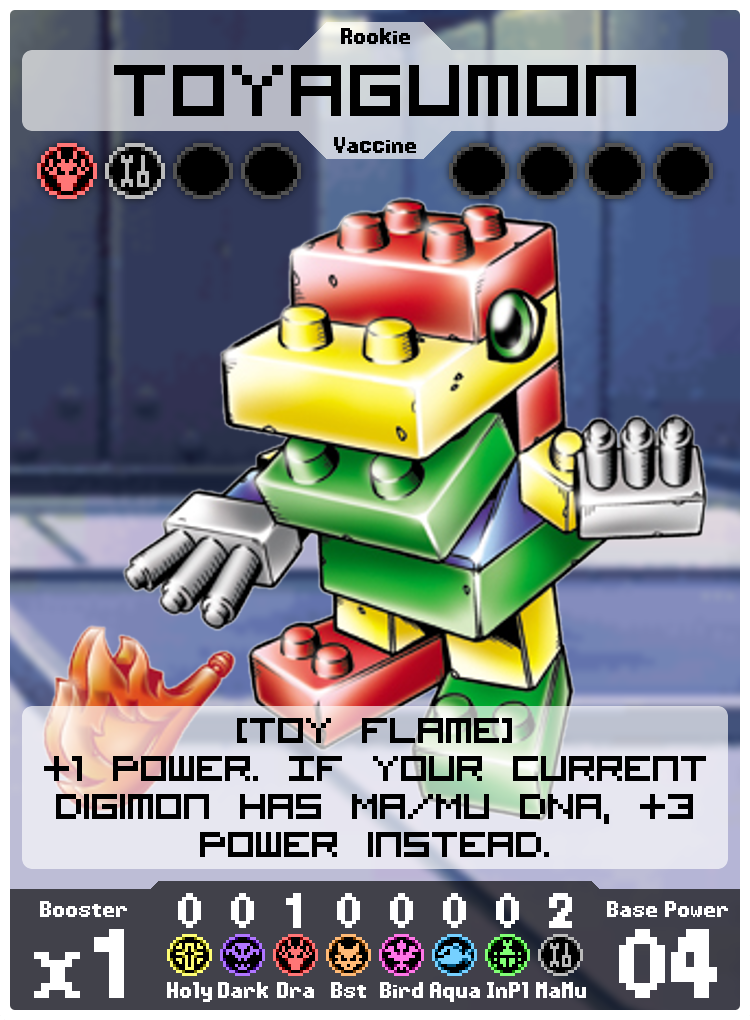 Rookie
TOYAGUMON
Vaccine
[TOY FLAME]
+1 POWER. IF YOUR CURRENT
DIGIMON HAS MA/MU DNA, +3
POWER INSTEAD.
Booster
x1
0 0 1 0 0 0 0 2
Holy Dark Dra Bst Bird Aqua InPl MaMu
Base Power
04